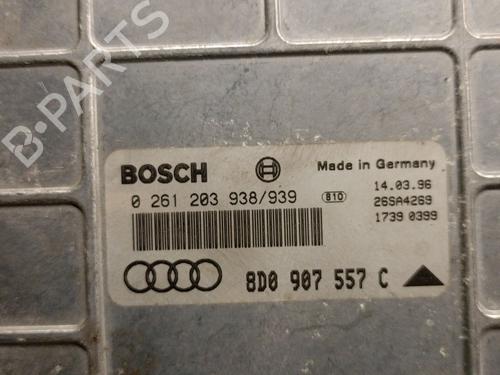 B-PARTS
BOSCH
Made in Germany
0 261 203 938/939
810
14.03.96
26SA4269
1739 0399
8D0 907 557 C